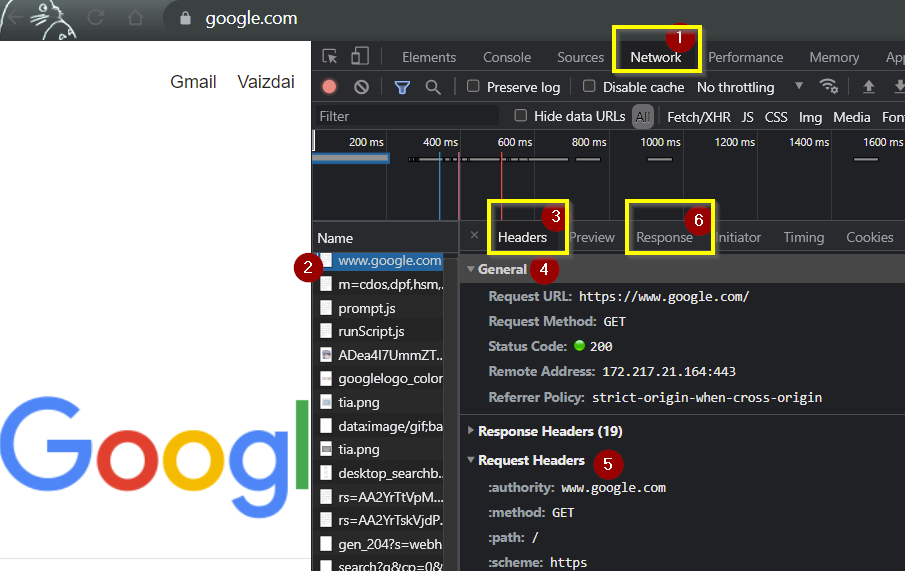 google.com
Gmail Vaizdai
Google
1
Elements Console Sources Network Performance Memory
Preserve log Disable cache No throttling
Filter Hide data URLs All Fetch/XHR JS CSS Img Media Fon
200 ms 400 ms 600 ms 800 ms 1000 ms 1200 ms 1400 ms 1600 ms
3 6
Name × Headers Preview Response Initiator Timing Cookies
2 www.google.com
m=cdos,dpf,hsm,...
prompt.js
runScript.js
ADea4I7UmmZT...
googlelogo_color
tia.png
data:image/gif;ba
tia.png
desktop_searchb...
rs=AA2YrTtVpM...
rs=AA2YrTskVjdP...
gen_204?s=webh
search?q&cp=0&
General 4
Request URL: https://www.google.com/
Request Method: GET
Status Code: 200
Remote Address: 172.217.21.164:443
Referrer Policy: strict-origin-when-cross-origin
Response Headers (19)
Request Headers 5
:authority: www.google.com
:method: GET
:path: /
:scheme: https